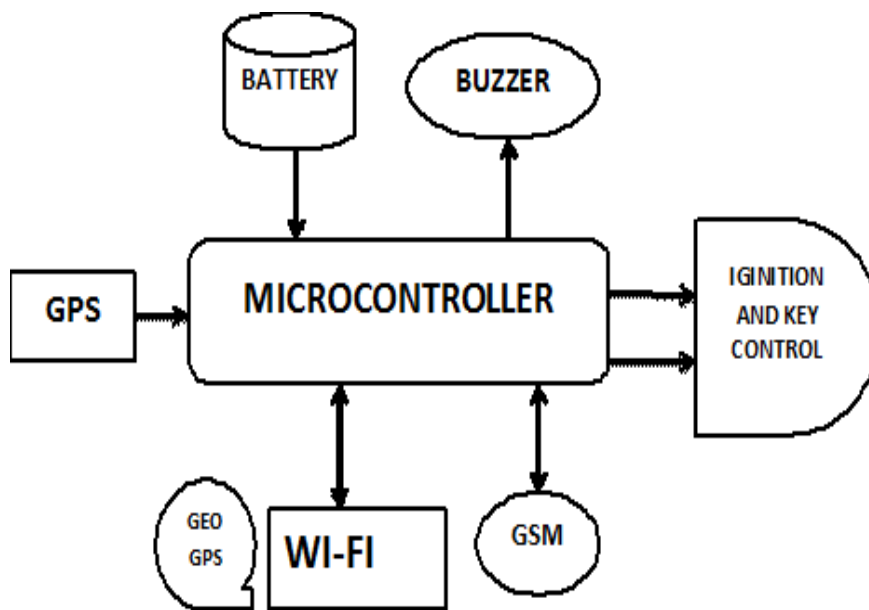 BATTERY
BUZZER
GPS
MICROCONTROLLER
IGINITION
AND KEY
CONTROL
GEO
GPS
WI-FI
GSM